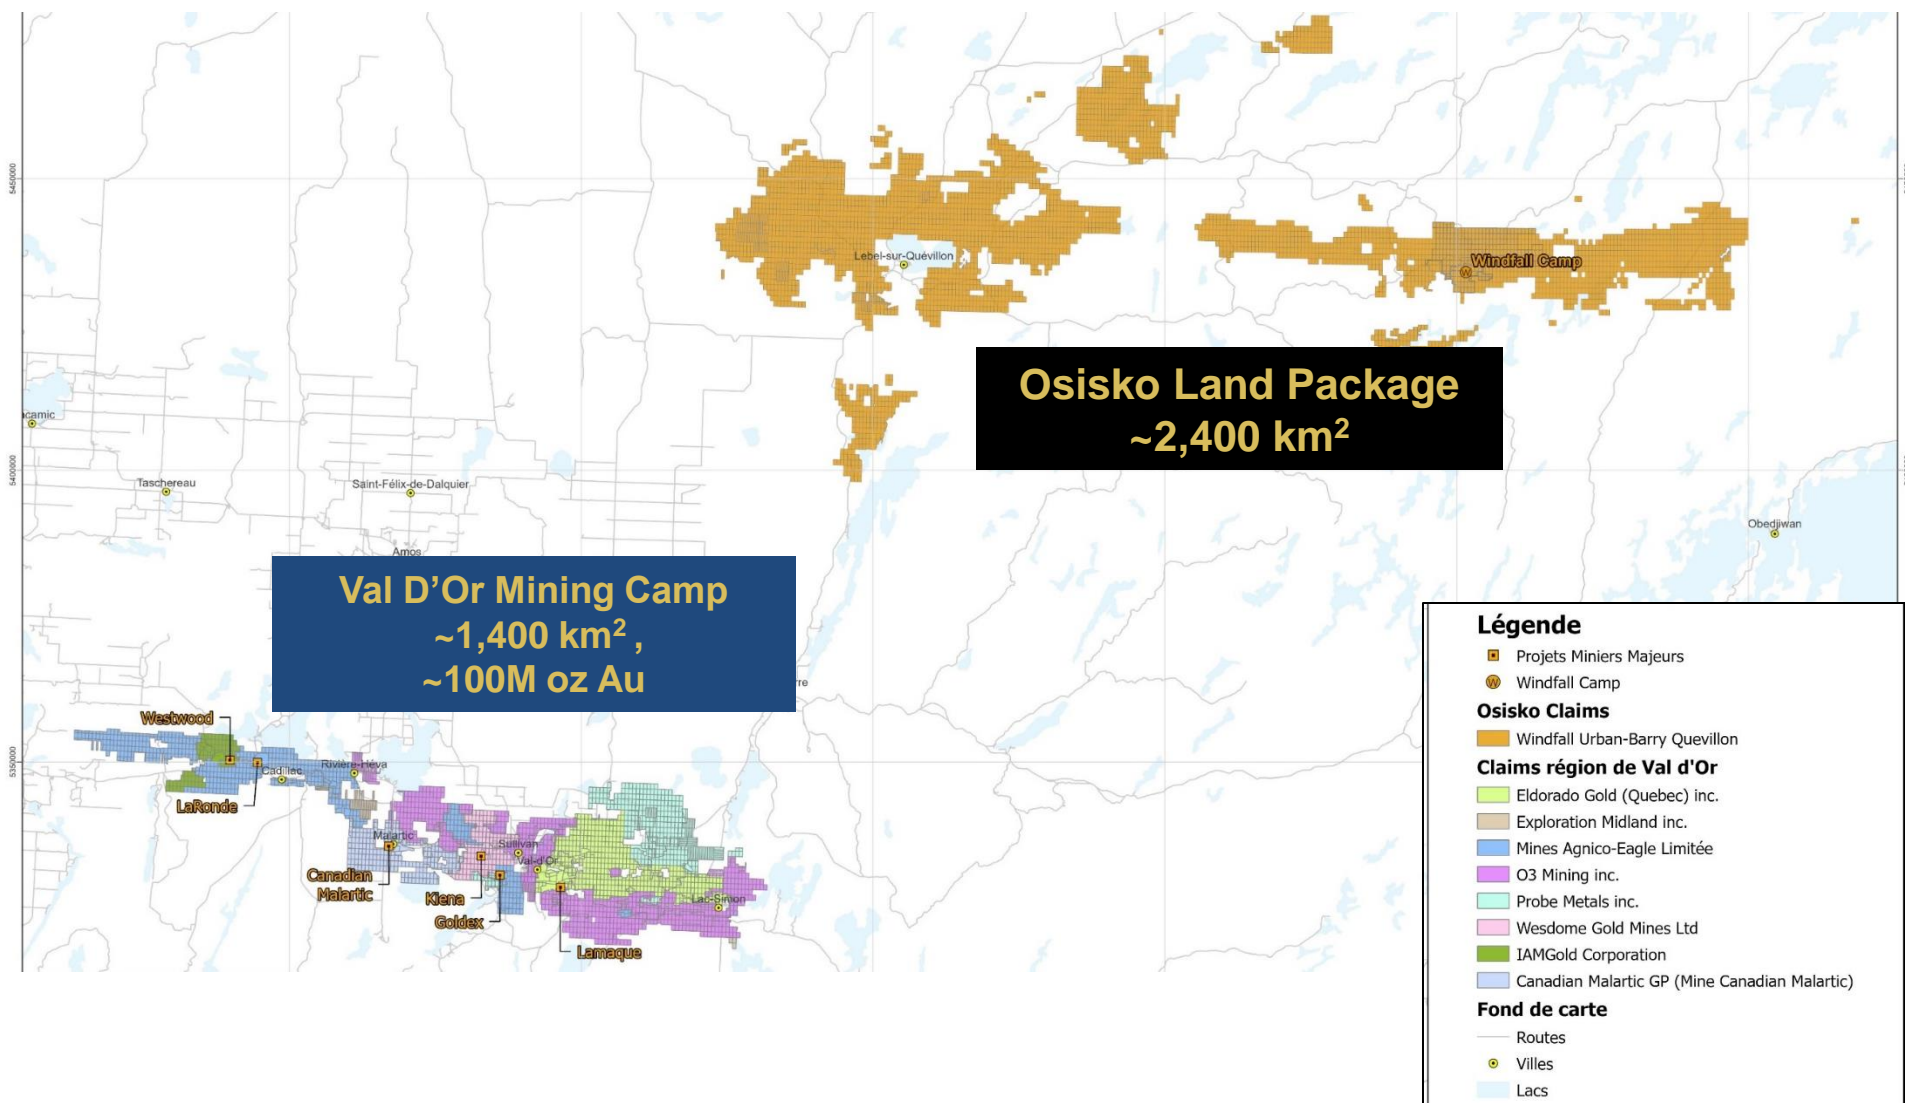 5450000
Lebel-sur-Quévillon
Windfall Camp
Osisko Land Package
~2,400 km²
5400000
Taschereau
Saint-Félix-de-Dalquier
Obedjiwan
Amos
Val D’Or Mining Camp
~1,400 km² ,
~100M oz Au
5350000
Westwood
LaRonde
Cadillac
Rivière-Héva
Malartic
Canadian
Malartic
Kiena
Goldex
Sullivan
Val-d'Or
Lamaque
Lac-Simon
Légende
Projets Miniers Majeurs
W Windfall Camp
Osisko Claims
Windfall Urban-Barry Quevillon
Claims région de Val d'Or
Eldorado Gold (Quebec) inc.
Exploration Midland inc.
Mines Agnico-Eagle Limitée
O3 Mining inc.
Probe Metals inc.
Wesdome Gold Mines Ltd
IAMGold Corporation
Canadian Malartic GP (Mine Canadian Malartic)
Fond de carte
Routes
Villes
Lacs